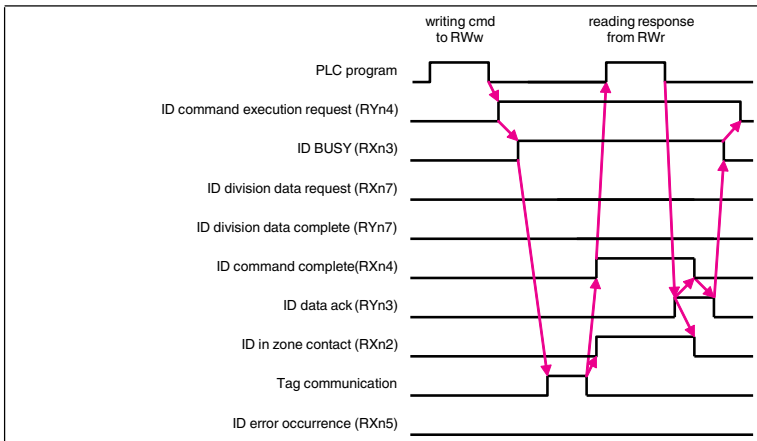 writing cmd
to RWw
reading response
from RWr
PLC program
ID command execution request (RYn4)
ID BUSY (RXn3)
ID division data request (RXn7)
ID division data complete (RYn7)
ID command complete(RXn4)
ID data ack (RYn3)
ID in zone contact (RXn2)
Tag communication
ID error occurrence (RXn5)